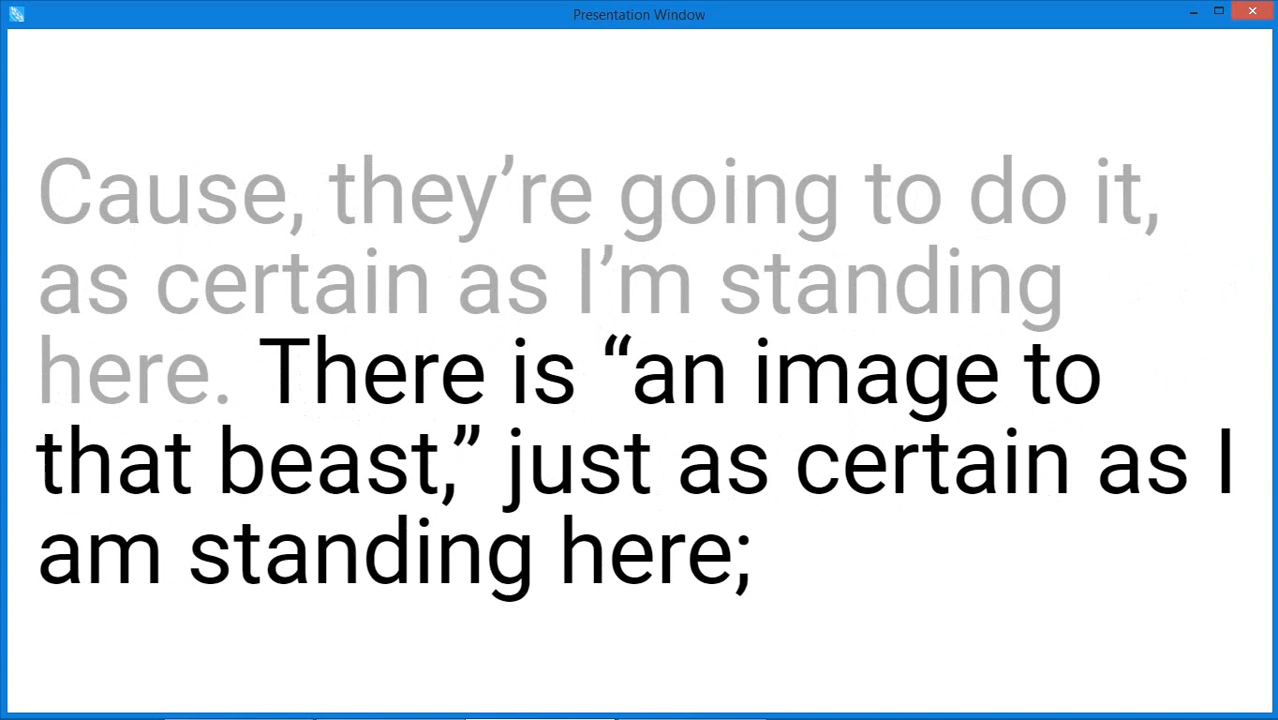 Presentation Window
Cause, they’re going to do it,
as certain as I’m standing
here. There is “an image to
that beast,” just as certain as I
am standing here;